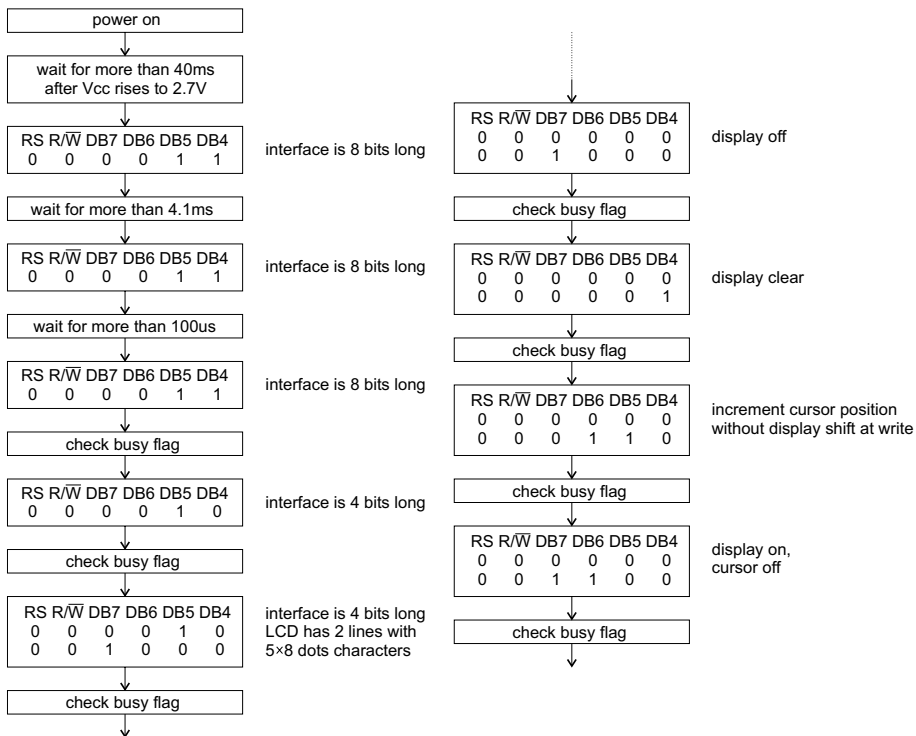 power on
wait for more than 40ms
after Vcc rises to 2.7V
RS R/W̅ DB7 DB6 DB5 DB4
0 0 0 0 1 1
interface is 8 bits long
wait for more than 4.1ms
RS R/W̅ DB7 DB6 DB5 DB4
0 0 0 0 1 1
interface is 8 bits long
wait for more than 100us
RS R/W̅ DB7 DB6 DB5 DB4
0 0 0 0 1 1
interface is 8 bits long
check busy flag
RS R/W̅ DB7 DB6 DB5 DB4
0 0 0 0 1 0
interface is 4 bits long
check busy flag
RS R/W̅ DB7 DB6 DB5 DB4
0 0 0 0 1 0
0 0 1 0 0 0
interface is 4 bits long
LCD has 2 lines with
5×8 dots characters
check busy flag
RS R/W̅ DB7 DB6 DB5 DB4
0 0 0 0 0 0
0 0 1 0 0 0
display off
check busy flag
RS R/W̅ DB7 DB6 DB5 DB4
0 0 0 0 0 0
0 0 0 0 0 1
display clear
check busy flag
RS R/W̅ DB7 DB6 DB5 DB4
0 0 0 0 0 0
0 0 0 1 1 0
increment cursor position
without display shift at write
check busy flag
RS R/W̅ DB7 DB6 DB5 DB4
0 0 0 0 0 0
0 0 1 1 0 0
display on,
cursor off
check busy flag